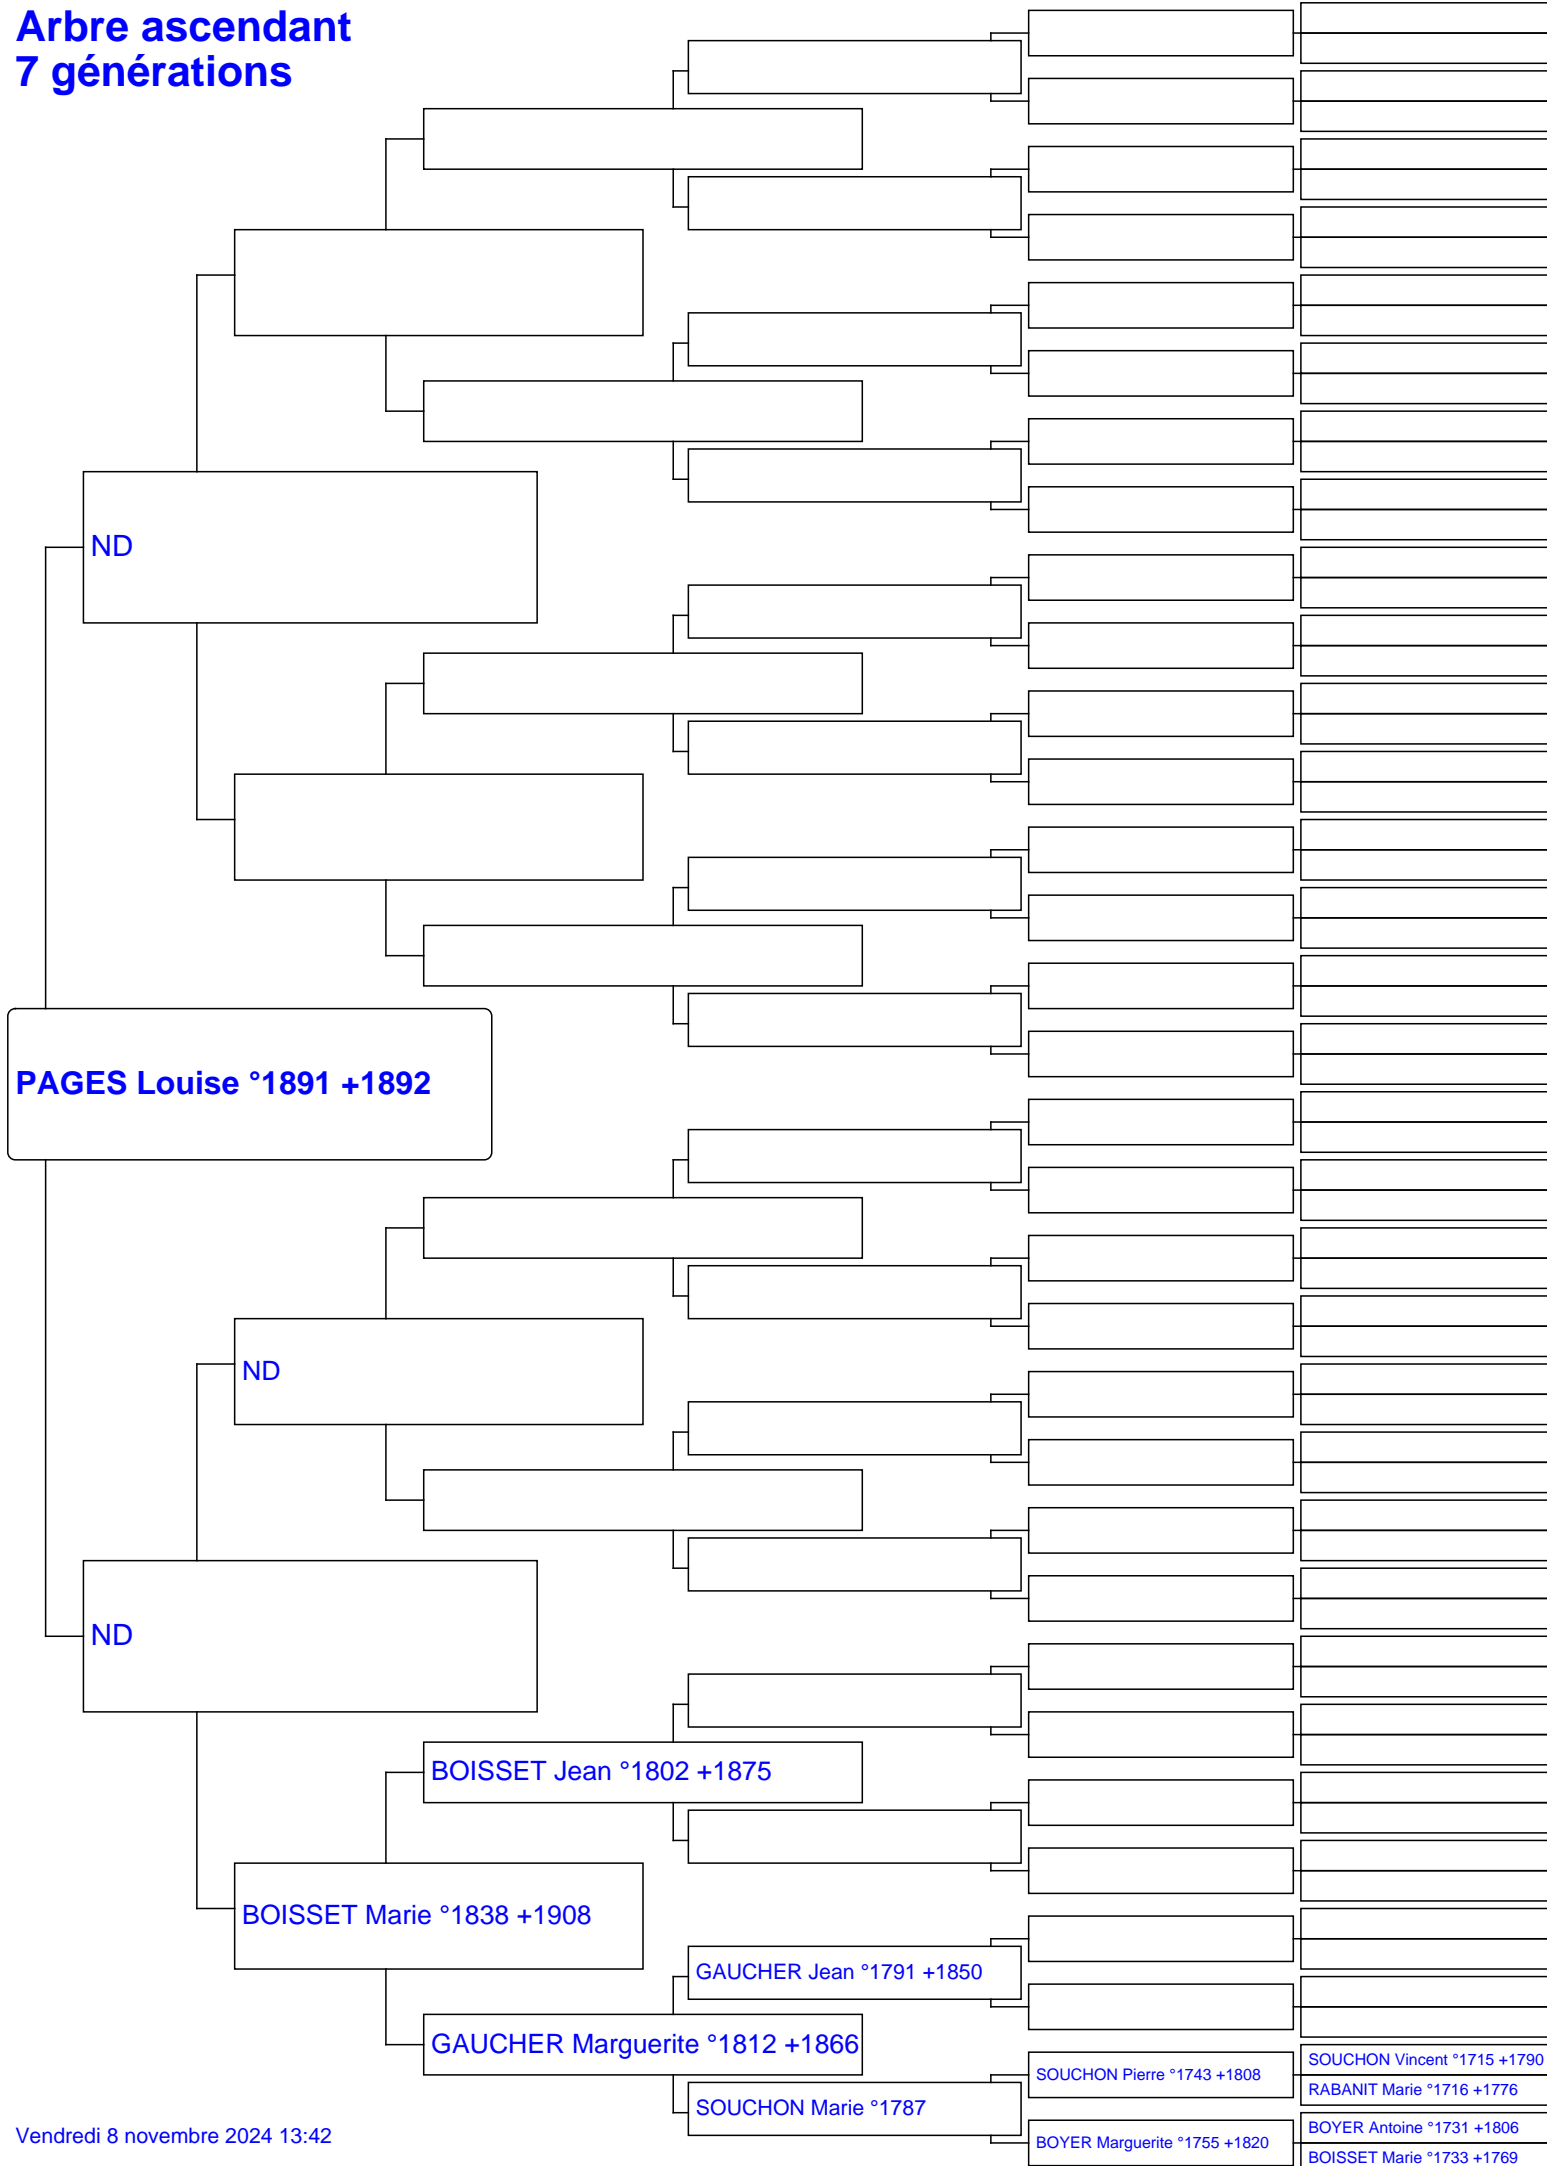 Arbre ascendant
7 générations
ND
PAGES Louise °1891 +1892
ND
ND
BOISSET Jean °1802 +1875
BOISSET Marie °1838 +1908
GAUCHER Jean °1791 +1850
GAUCHER Marguerite °1812 +1866
SOUCHON Vincent °1715 +1790
SOUCHON Pierre °1743 +1808
RABANIT Marie °1716 +1776
SOUCHON Marie °1787
BOYER Antoine °1731 +1806
BOYER Marguerite °1755 +1820
BOISSET Marie °1733 +1769
Vendredi 8 novembre 2024 13:42